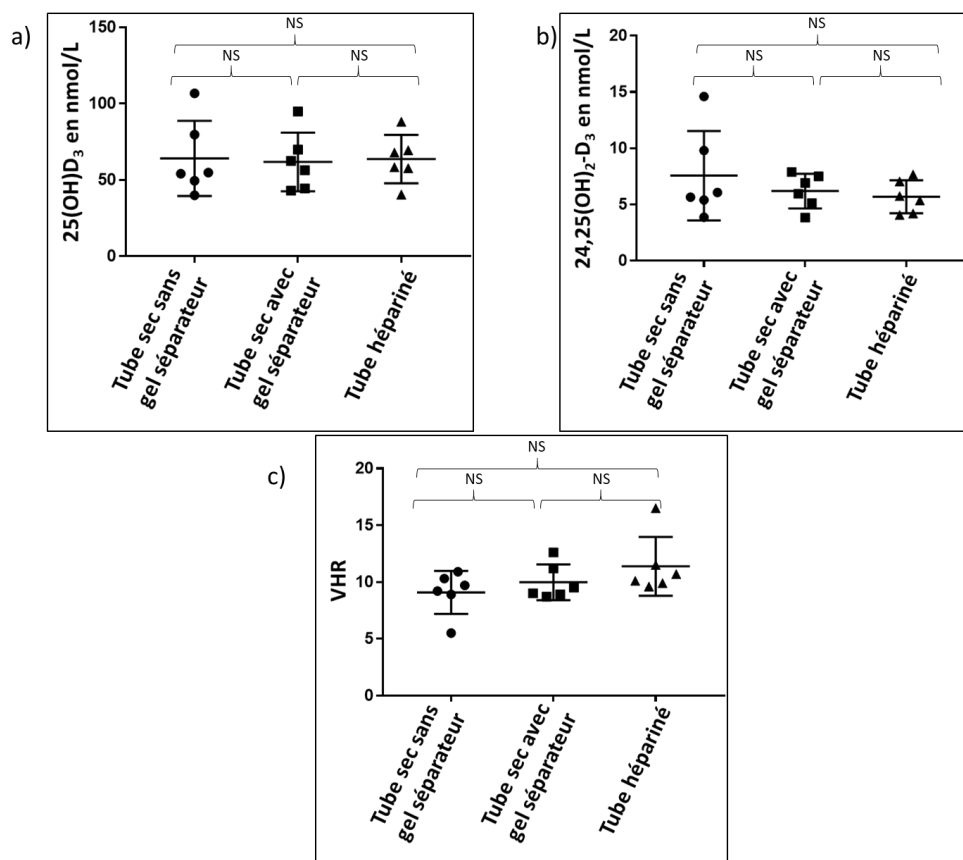 a)
25(OH)D₃ en nmol/L
150
100
50
0
NS
NS
NS
Tube sec sans
gel séparateur
Tube sec avec
gel séparateur
Tube hépariné
b)
24,25(OH)₂-D₃ en nmol/L
20
15
10
5
0
NS
NS
NS
Tube sec sans
gel séparateur
Tube sec avec
gel séparateur
Tube hépariné
c)
VHR
20
15
10
5
0
NS
NS
NS
Tube sec sans
gel séparateur
Tube sec avec
gel séparateur
Tube hépariné